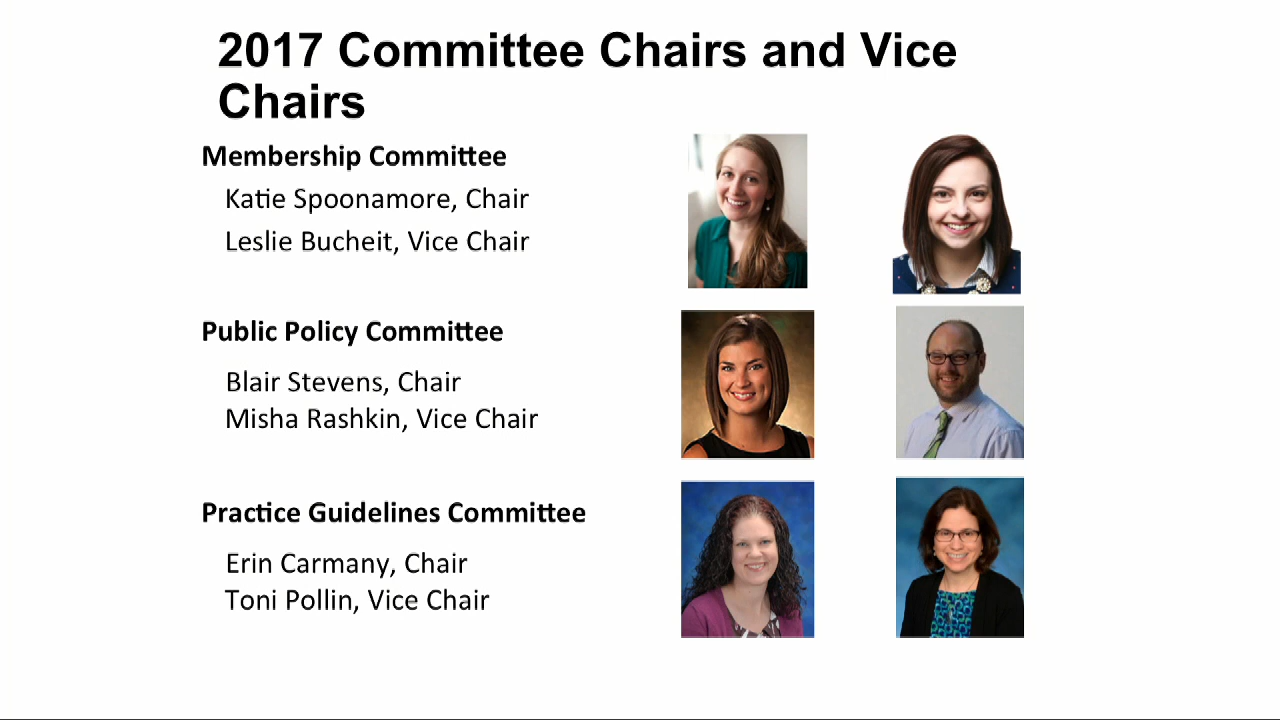 2017 Committee Chairs and Vice
Chairs
Membership Committee
Katie Spoonamore, Chair
Leslie Bucheit, Vice Chair
Public Policy Committee
Blair Stevens, Chair
Misha Rashkin, Vice Chair
Practice Guidelines Committee
Erin Carmany, Chair
Toni Pollin, Vice Chair